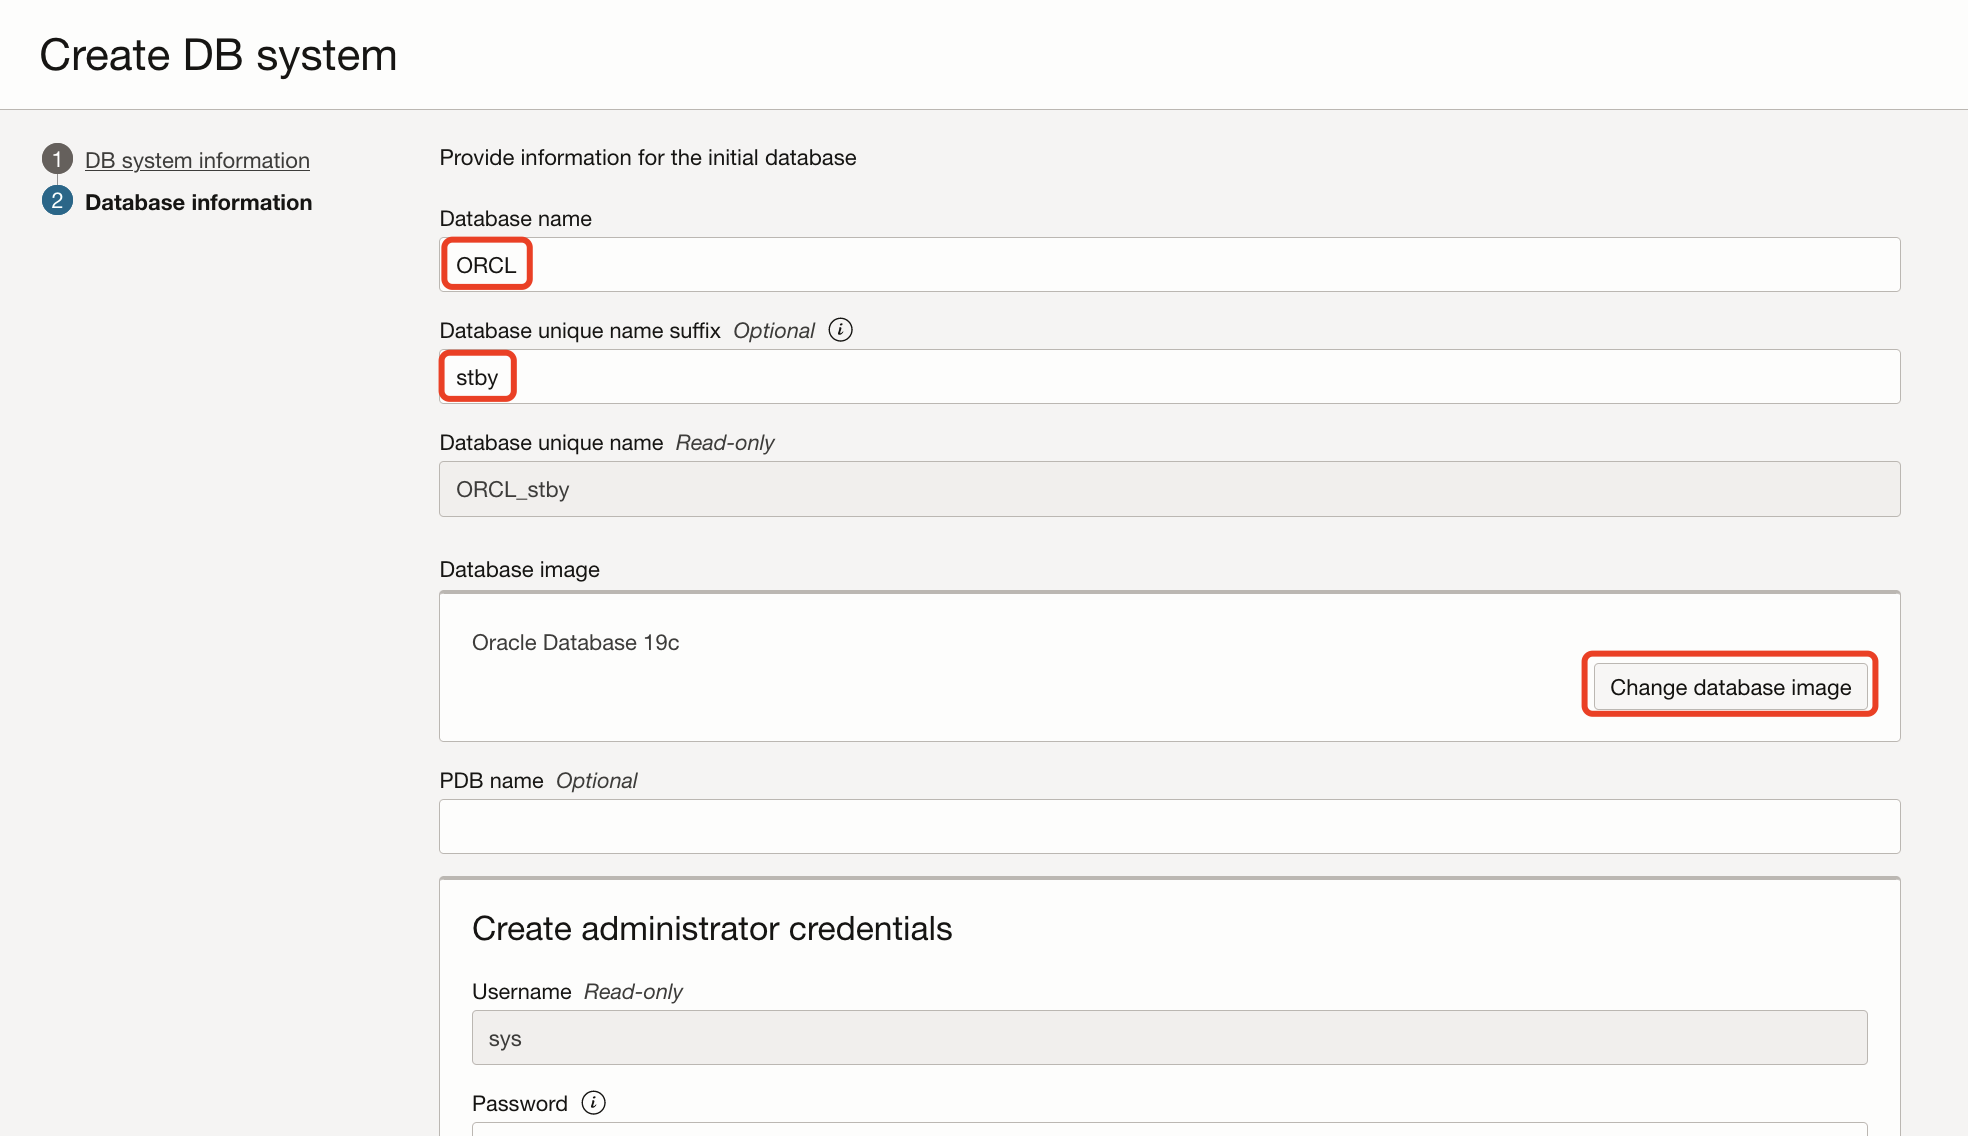 Create DB system
1 DB system information
2 Database information
Provide information for the initial database
Database name
ORCL
Database unique name suffix Optional i
stby
Database unique name Read-only
ORCL_stby
Database image
Oracle Database 19c
Change database image
PDB name Optional
Create administrator credentials
Username Read-only
sys
Password i